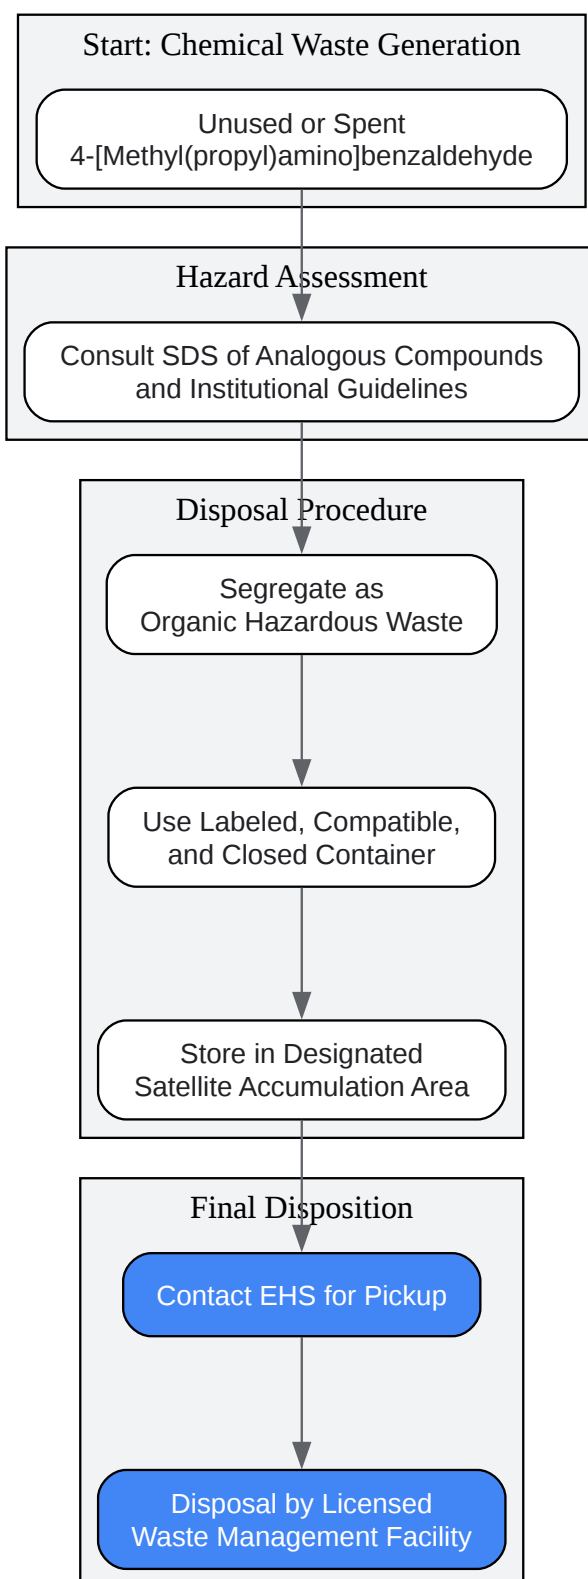 Start: Chemical Waste Generation
Unused or Spent
4-[Methyl(propyl)amino]benzaldehyde
Hazard Assessment
Consult SDS of Analogous Compounds
and Institutional Guidelines
Disposal Procedure
Segregate as
Organic Hazardous Waste
Use Labeled, Compatible,
and Closed Container
Store in Designated
Satellite Accumulation Area
Final Disposition
Contact EHS for Pickup
Disposal by Licensed
Waste Management Facility